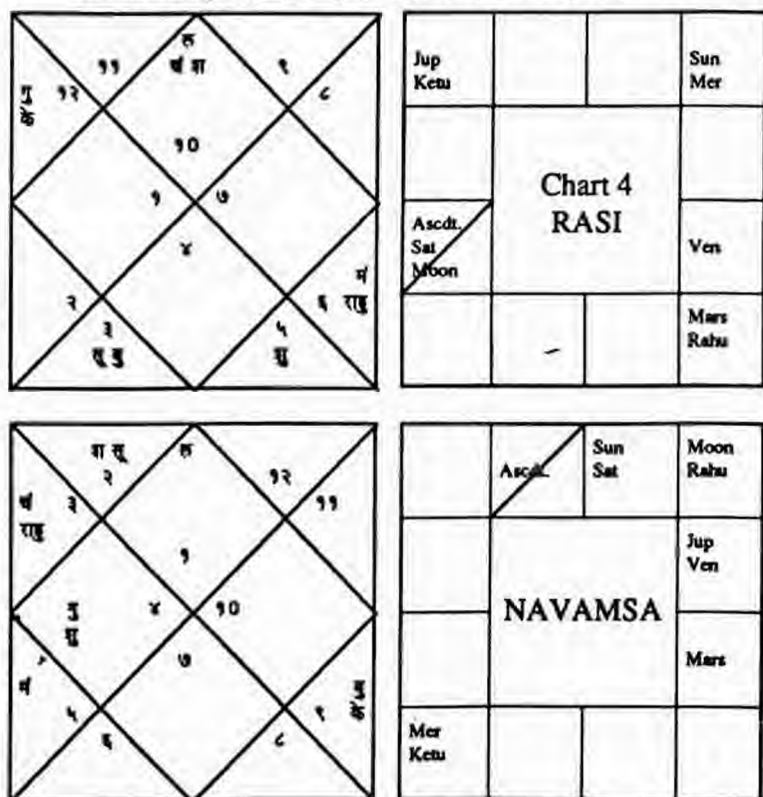 रु
११
चं श
९
१२
८
गु
के
१०
१
७
४
मं
२
६
राहु
३
५
सू बु
शु
Jup
Ketu
Sun
Mer
Chart 4
RASI
Ascdt.
Sat
Moon
Ven
Mars
Rahu
श सू
रु
२
१२
चं
३
११
राहु
१
गु
शु
४
१०
७
मं
५
९
६
८
Ascdt.
Sun
Sat
Moon
Rahu
Jup
Ven
NAVAMSA
Mars
Mer
Ketu